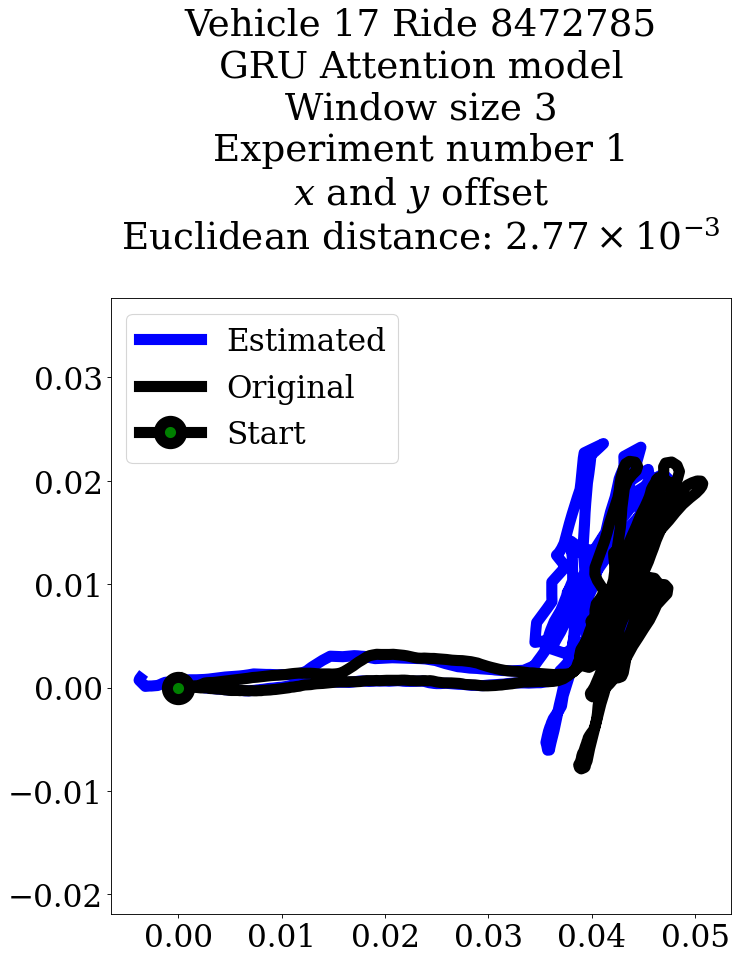 Vehicle 17 Ride 8472785
GRU Attention model
Window size 3
Experiment number 1
x and y offset
Euclidean distance: 2.77 × 10⁻³
Estimated
Original
Start
0.03
0.02
0.01
0.00
−0.01
−0.02
0.00 0.01 0.02 0.03 0.04 0.05